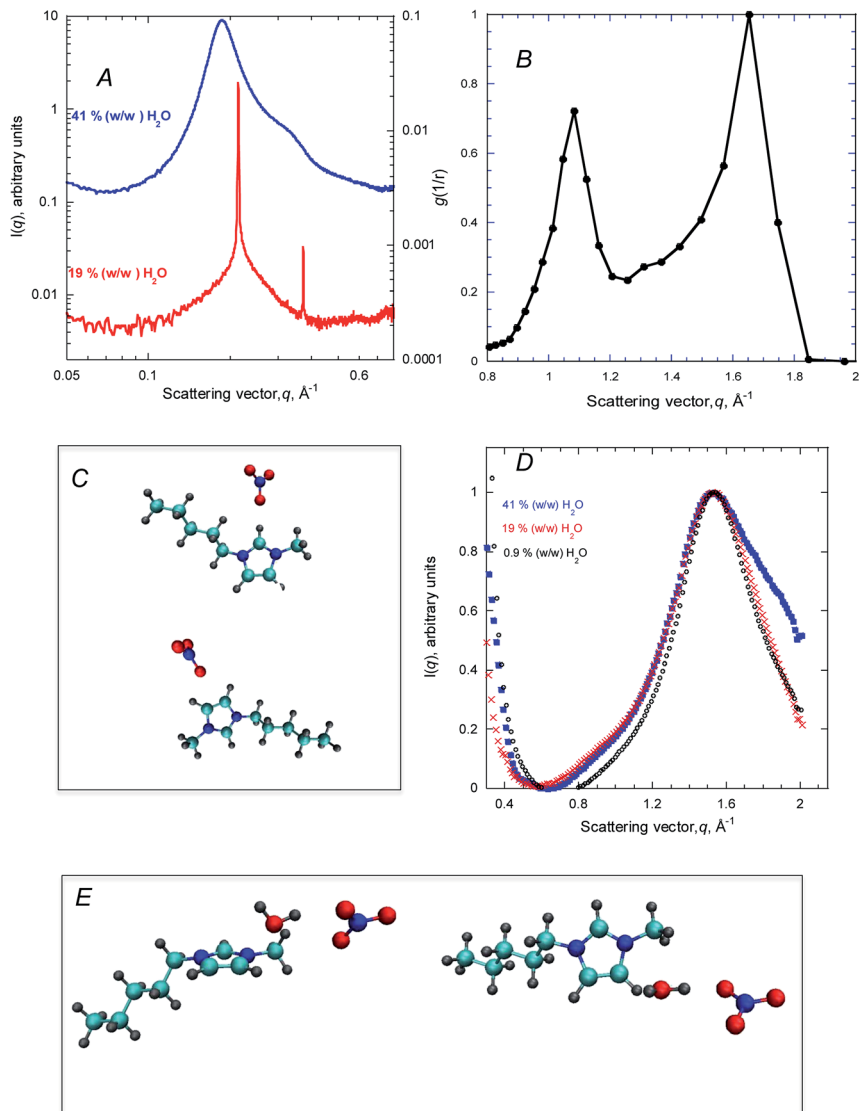 A
41 % (w/w ) H2O
19 % (w/w ) H2O
I(q), arbitrary units
10
1
0.1
0.01
0.1
0.01
0.001
0.0001
g(1/r)
0.05
0.1
0.6
Scattering vector,q, Å-1
B
1
0.8
0.6
0.4
0.2
0
0.8
1
1.2
1.4
1.6
1.8
2
Scattering vector,q, Å-1
C
D
41 % (w/w) H2O
19 % (w/w) H2O
0.9 % (w/w) H2O
I(q), arbitrary units
1
0.8
0.6
0.4
0.2
0
0.4
0.8
1.2
1.6
2
Scattering vector,q, Å-1
E